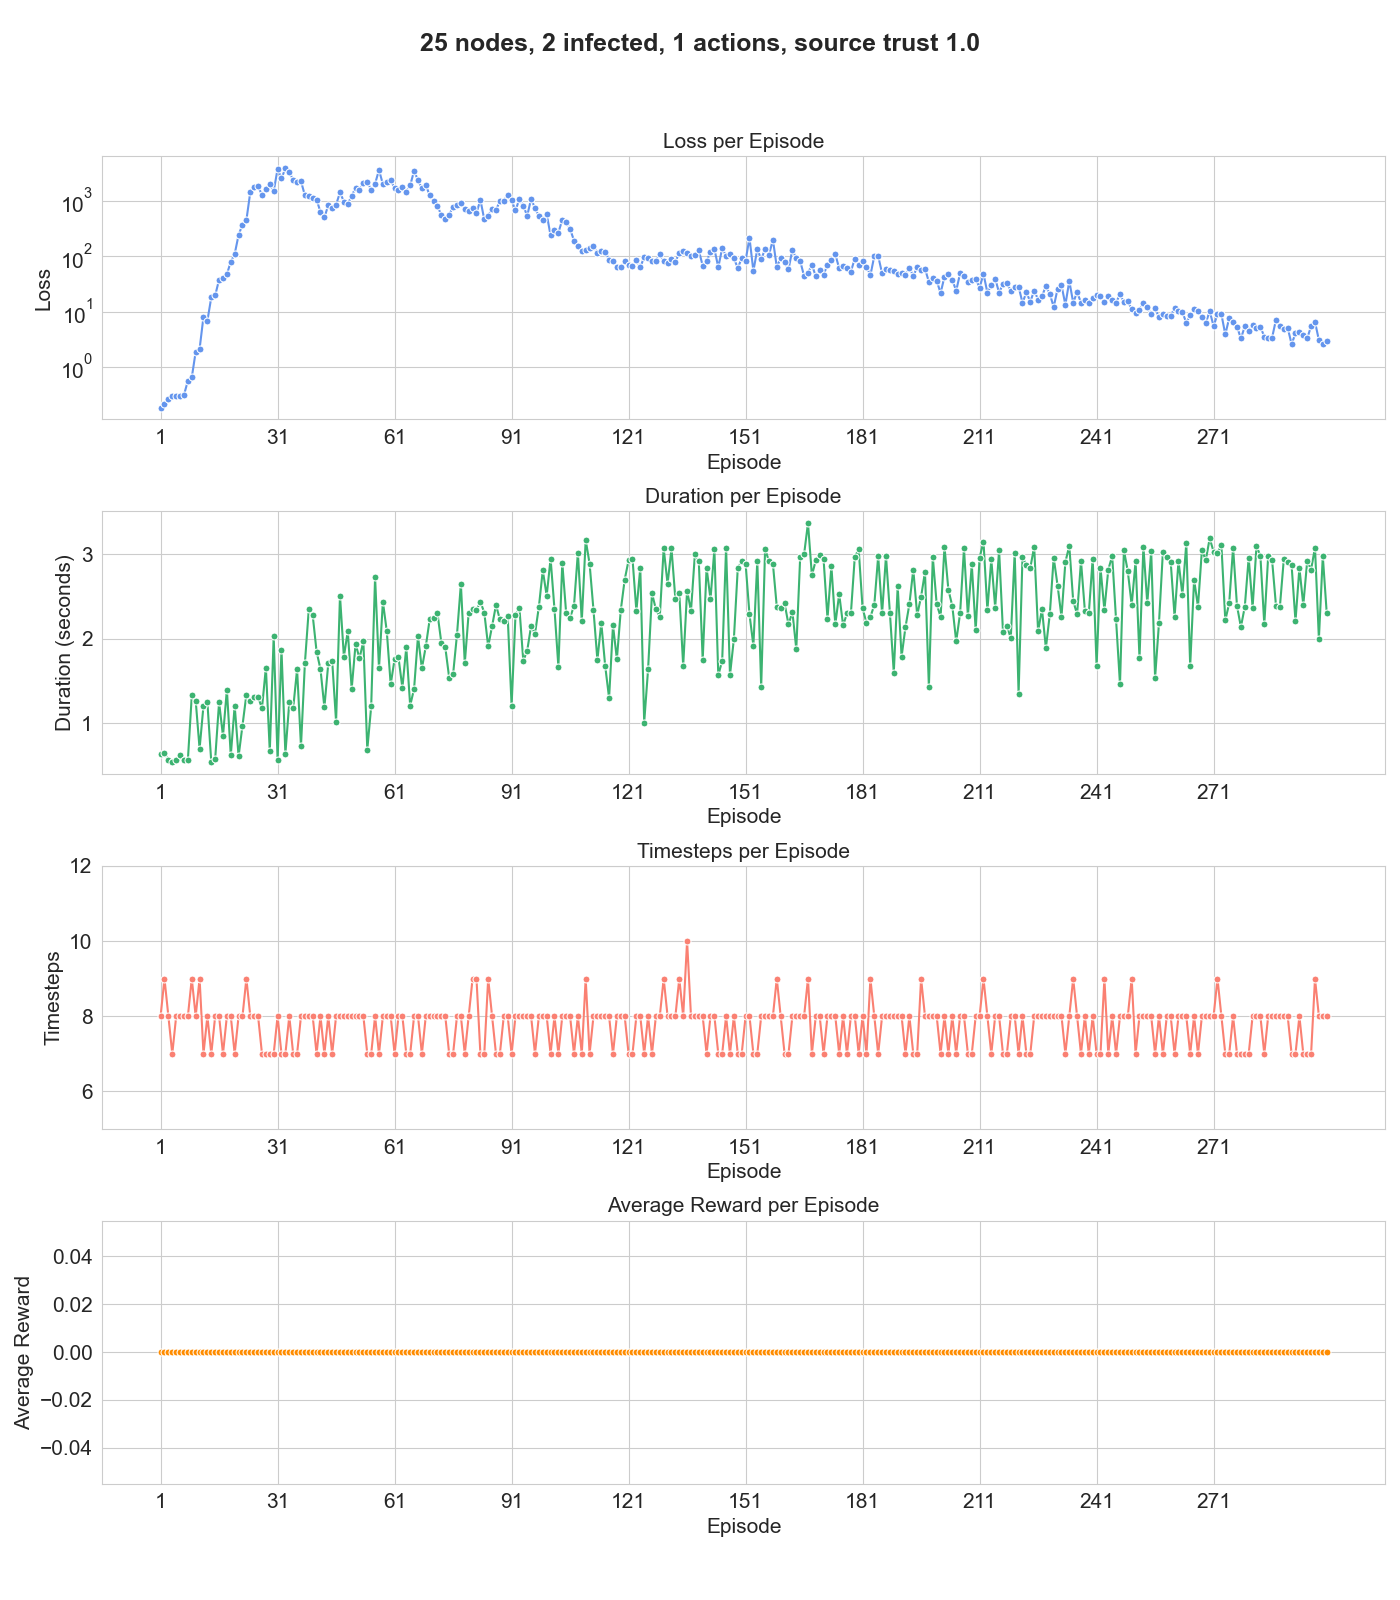 25 nodes, 2 infected, 1 actions, source trust 1.0
Loss per Episode
Loss
10^3
10^2
10^1
10^0
1 31 61 91 121 151 181 211 241 271
Episode
Duration per Episode
Duration (seconds)
3
2
1
1 31 61 91 121 151 181 211 241 271
Episode
Timesteps per Episode
Timesteps
12
10
8
6
1 31 61 91 121 151 181 211 241 271
Episode
Average Reward per Episode
Average Reward
0.04
0.02
0.00
−0.02
−0.04
1 31 61 91 121 151 181 211 241 271
Episode